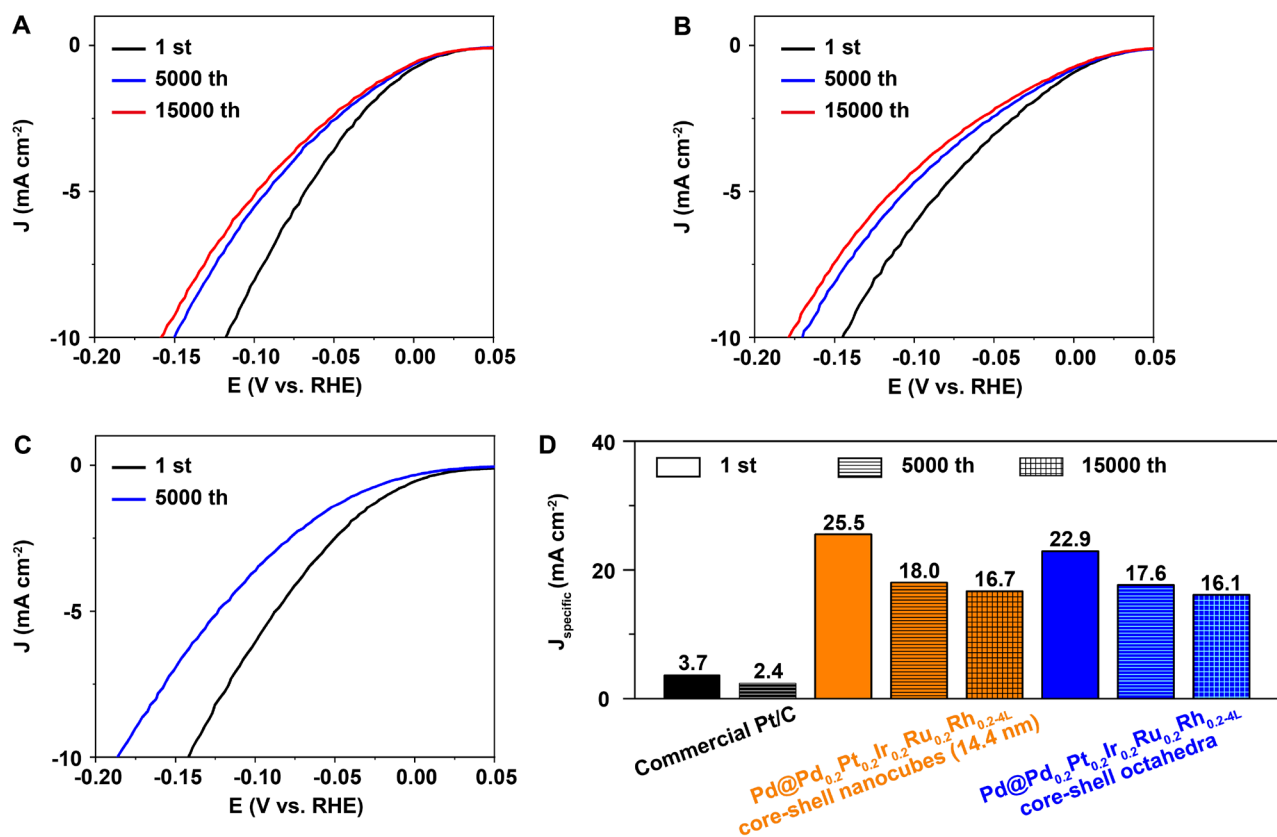 A
1 st
5000 th
15000 th
0
-5
-10
J (mA cm-2)
-0.20 -0.15 -0.10 -0.05 0.00 0.05
E (V vs. RHE)
B
1 st
5000 th
15000 th
0
-5
-10
J (mA cm-2)
-0.20 -0.15 -0.10 -0.05 0.00 0.05
E (V vs. RHE)
C
1 st
5000 th
0
-5
-10
J (mA cm-2)
-0.20 -0.15 -0.10 -0.05 0.00 0.05
E (V vs. RHE)
D
1 st 5000 th 15000 th
40
20
0
Jspecific (mA cm-2)
3.7 2.4 25.5 18.0 16.7 22.9 17.6 16.1
Commercial Pt/C
Pd@Pd0.2Pt0.2Ir0.2Ru0.2Rh0.2-4L
core-shell nanocubes (14.4 nm)
Pd@Pd0.2Pt0.2Ir0.2Ru0.2Rh0.2-4L
core-shell octahedra